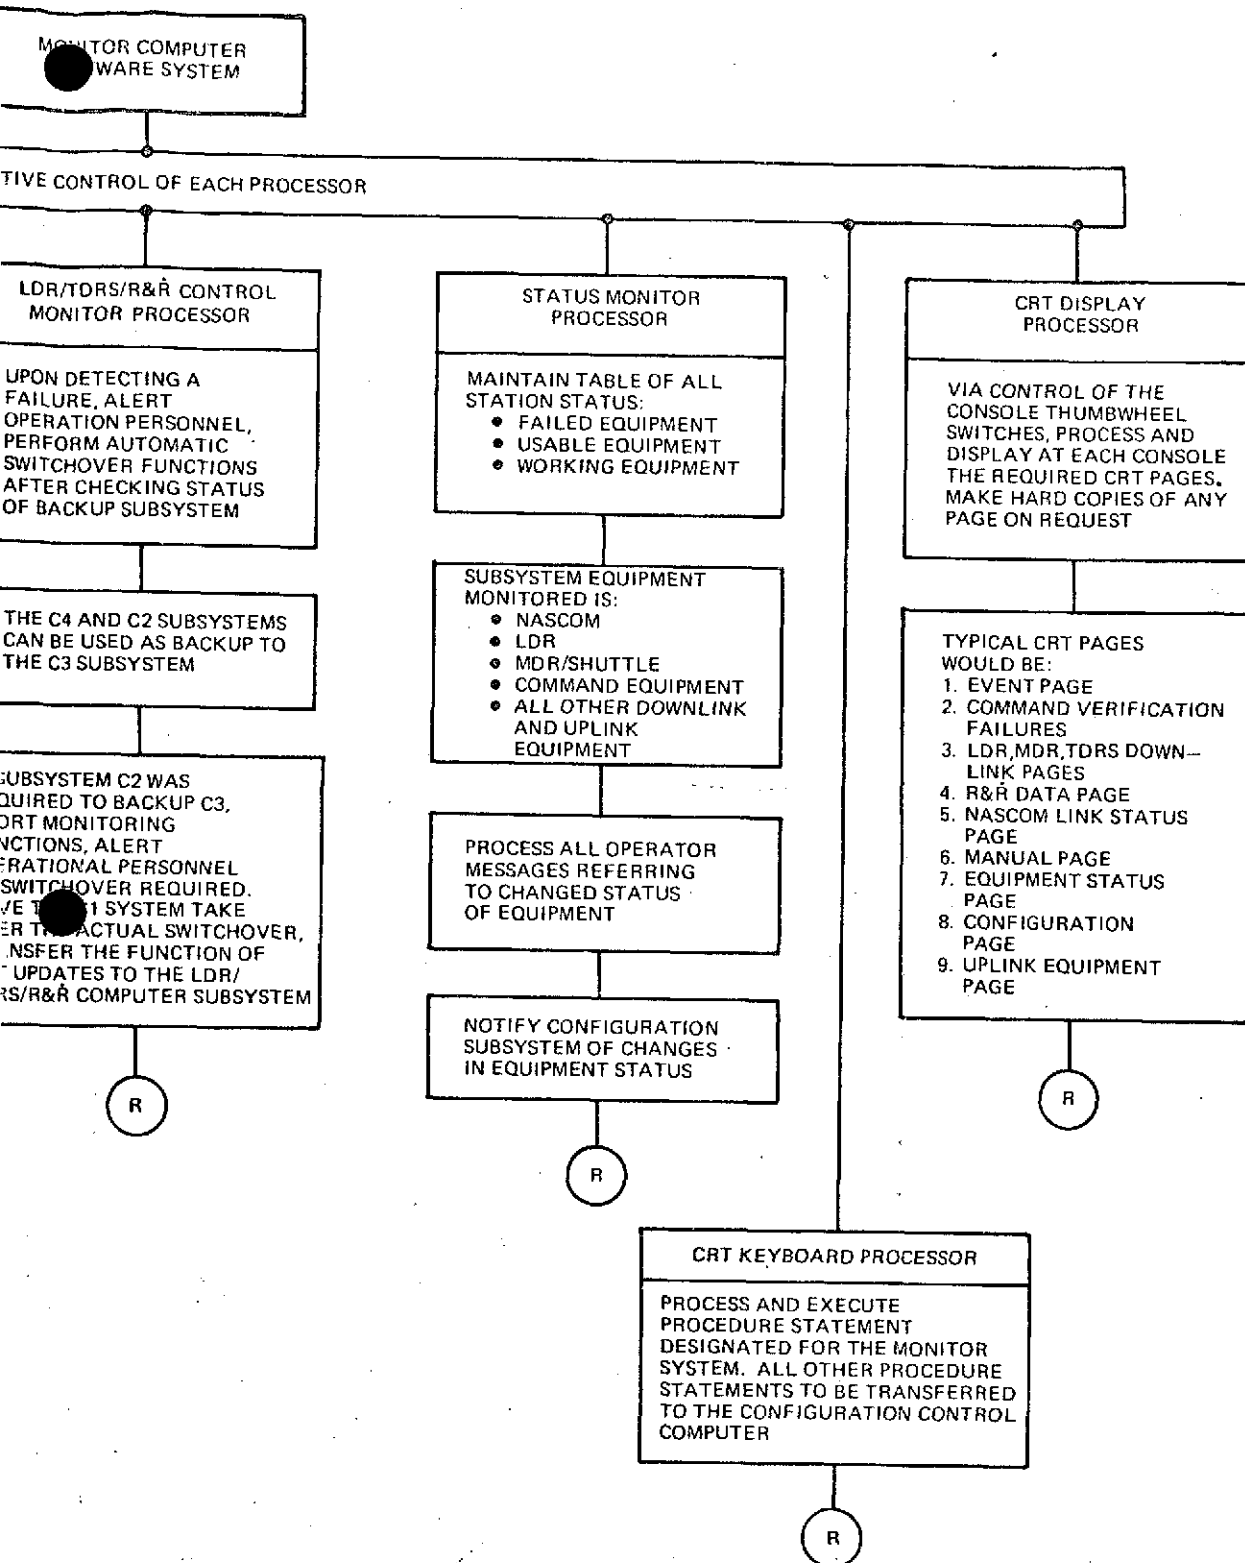 COMPUTER
WARE SYSTEM
TIVE CONTROL OF EACH PROCESSOR
LDR/TDRS/R&Ṙ CONTROL
MONITOR PROCESSOR
UPON DETECTING A
FAILURE, ALERT
OPERATION PERSONNEL,
PERFORM AUTOMATIC
SWITCHOVER FUNCTIONS
AFTER CHECKING STATUS
OF BACKUP SUBSYSTEM
THE C4 AND C2 SUBSYSTEMS
CAN BE USED AS BACKUP TO
THE C3 SUBSYSTEM
SUBSYSTEM C2 WAS
QUIRED TO BACKUP C3,
ORT MONITORING
NCTIONS, ALERT
ERATIONAL PERSONNEL
SWITCHOVER REQUIRED.
SYSTEM TAKE
ACTUAL SWITCHOVER,
NSFER THE FUNCTION OF
UPDATES TO THE LDR/
RS/R&Ṙ COMPUTER SUBSYSTEM
R
STATUS MONITOR
PROCESSOR
MAINTAIN TABLE OF ALL
STATION STATUS:
• FAILED EQUIPMENT
• USABLE EQUIPMENT
• WORKING EQUIPMENT
SUBSYSTEM EQUIPMENT
MONITORED IS:
• NASCOM
• LDR
• MDR/SHUTTLE
• COMMAND EQUIPMENT
• ALL OTHER DOWNLINK
AND UPLINK
EQUIPMENT
PROCESS ALL OPERATOR
MESSAGES REFERRING
TO CHANGED STATUS
OF EQUIPMENT
NOTIFY CONFIGURATION
SUBSYSTEM OF CHANGES
IN EQUIPMENT STATUS
R
CRT DISPLAY
PROCESSOR
VIA CONTROL OF THE
CONSOLE THUMBWHEEL
SWITCHES, PROCESS AND
DISPLAY AT EACH CONSOLE
THE REQUIRED CRT PAGES.
MAKE HARD COPIES OF ANY
PAGE ON REQUEST
TYPICAL CRT PAGES
WOULD BE:
1. EVENT PAGE
2. COMMAND VERIFICATION
FAILURES
3. LDR,MDR,TDRS DOWN–
LINK PAGES
4. R&Ṙ DATA PAGE
5. NASCOM LINK STATUS
PAGE
6. MANUAL PAGE
7. EQUIPMENT STATUS
PAGE
8. CONFIGURATION
PAGE
9. UPLINK EQUIPMENT
PAGE
R
CRT KEYBOARD PROCESSOR
PROCESS AND EXECUTE
PROCEDURE STATEMENT
DESIGNATED FOR THE MONITOR
SYSTEM. ALL OTHER PROCEDURE
STATEMENTS TO BE TRANSFERRED
TO THE CONFIGURATION CONTROL
COMPUTER
R